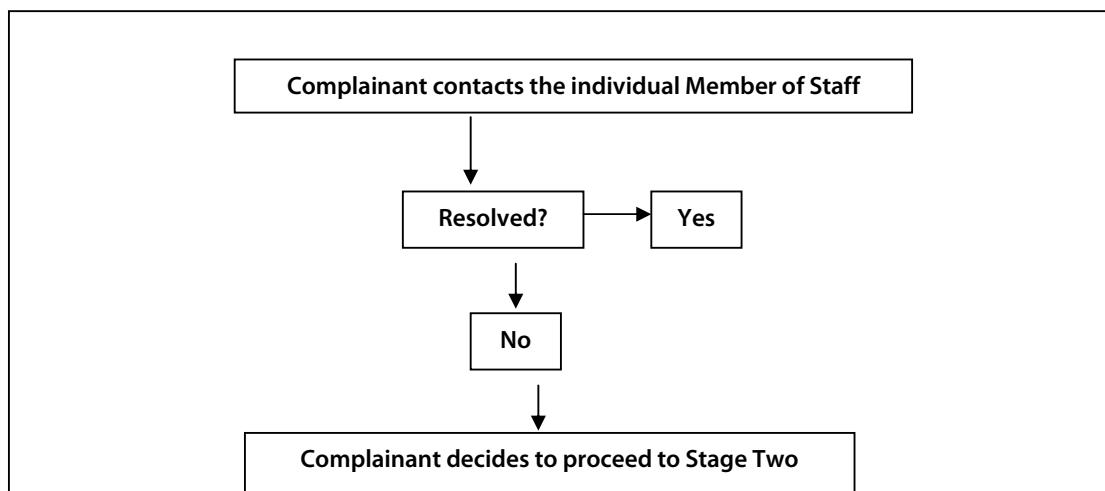 Complainant contacts the individual Member of Staff
Resolved?
Yes
No
Complainant decides to proceed to Stage Two